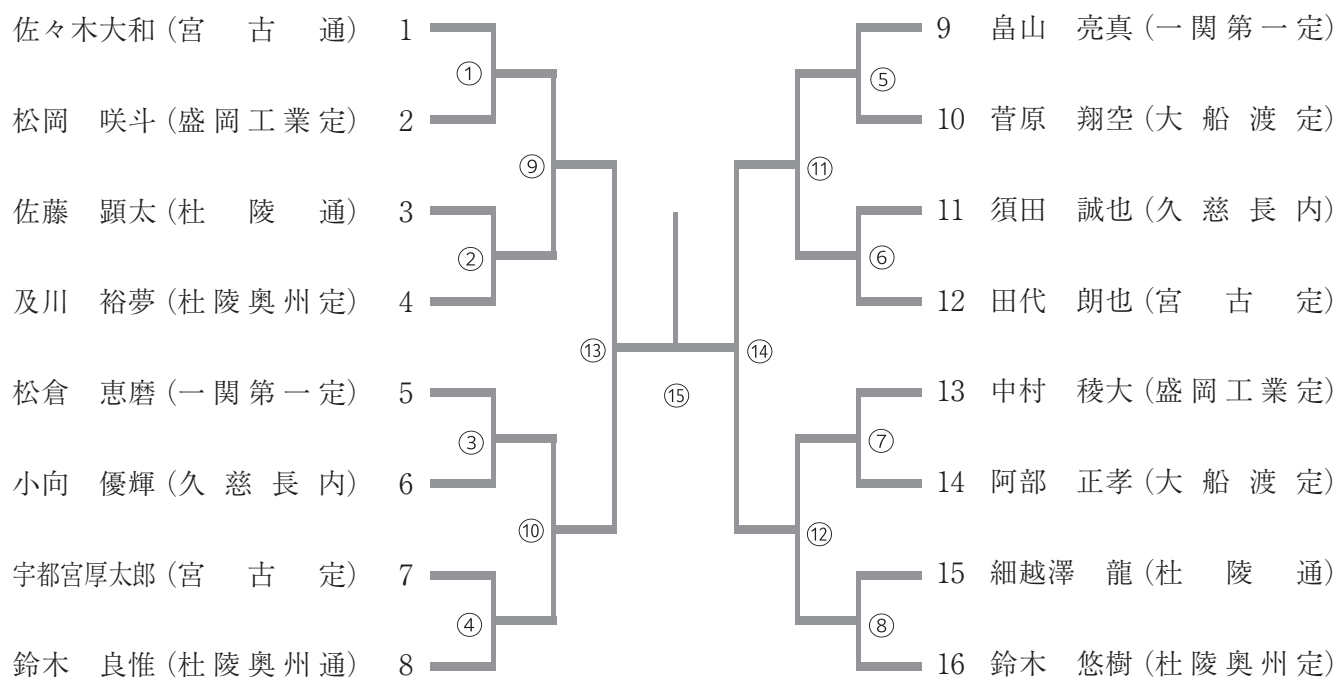 佐々木大和（宮古通） 1
①
松岡 咲斗（盛岡工業定） 2
⑨
佐藤 顕太（杜陵通） 3
②
及川 裕夢（杜陵奥州定） 4
⑬
松倉 恵磨（一関第一定） 5
③
小向 優輝（久慈長内） 6
⑩
宇都宮厚太郎（宮古定） 7
④
鈴木 良惟（杜陵奥州通） 8
⑮
9 畠山 亮真（一関第一定）
⑤
10 菅原 翔空（大船渡定）
⑪
11 須田 誠也（久慈長内）
⑥
12 田代 朗也（宮古定）
⑭
13 中村 稜大（盛岡工業定）
⑦
14 阿部 正孝（大船渡定）
⑫
15 細越澤 龍（杜陵通）
⑧
16 鈴木 悠樹（杜陵奥州定）